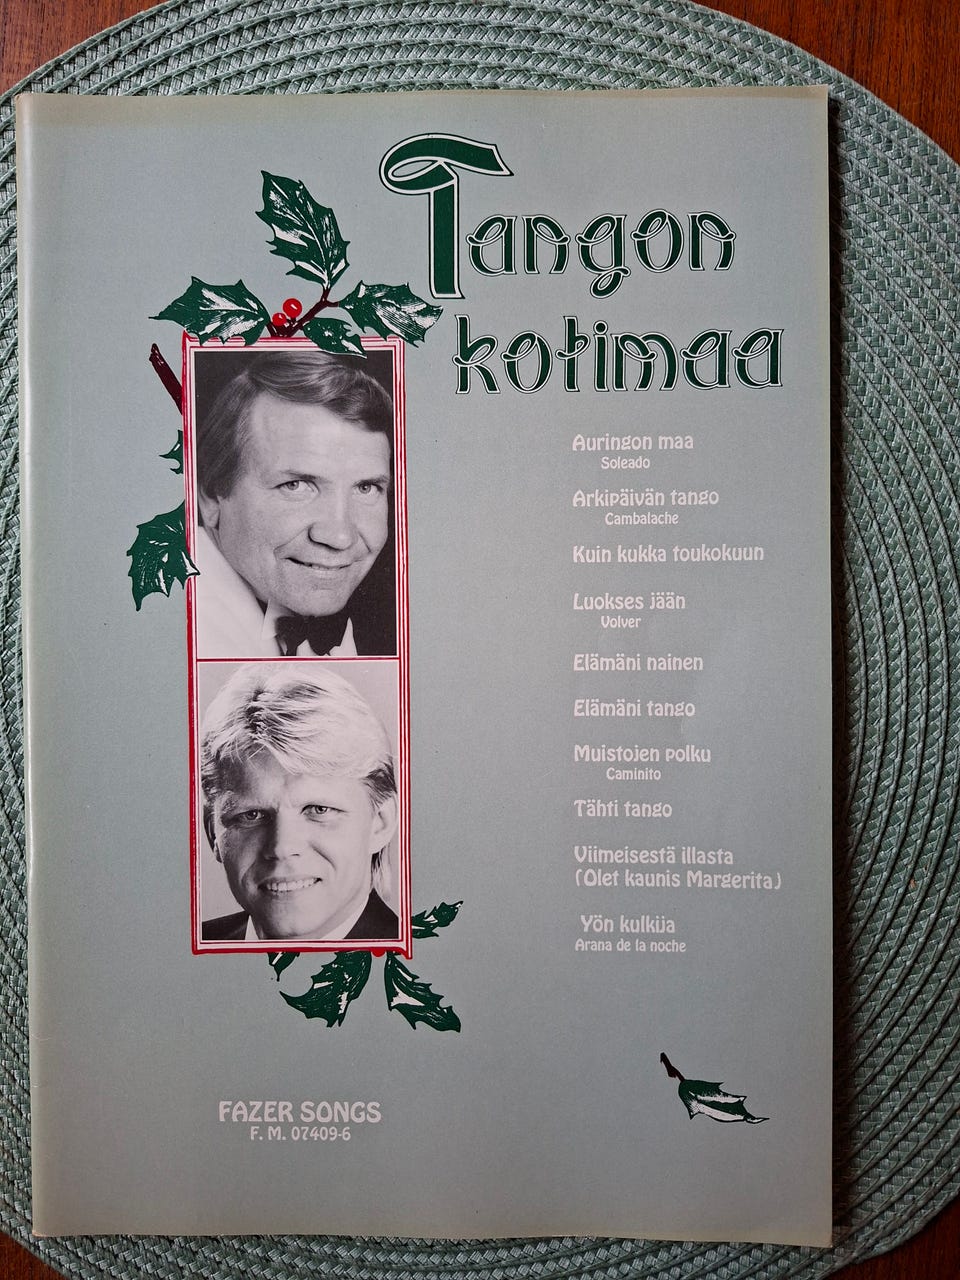 Tangon
kotimaa
Auringon maa
Soleado
Arkipäivän tango
Cambalache
Kuin kukka toukokuun
Luokses jään
Volver
Elämäni nainen
Elämäni tango
Muistojen polku
Caminito
Tähti tango
Viimeisestä illasta
(Olet kaunis Margerita)
Yön kulkija
Arana de la noche
FAZER SONGS
F. M. 07409-6